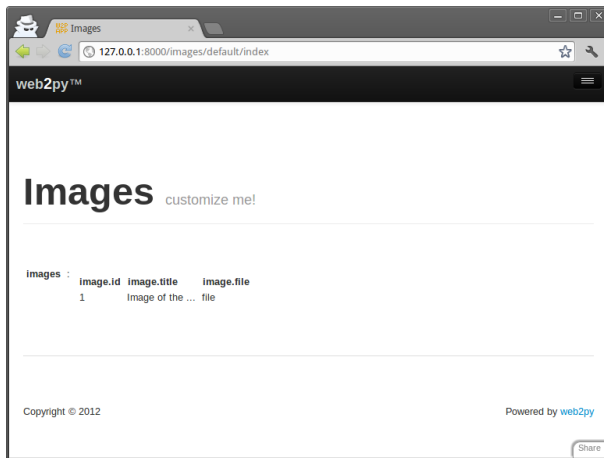 Images
127.0.0.1:8000/images/default/index
web2py™
Images customize me!
images :
image.id image.title image.file
1 Image of the ... file
Copyright © 2012
Powered by web2py
Share